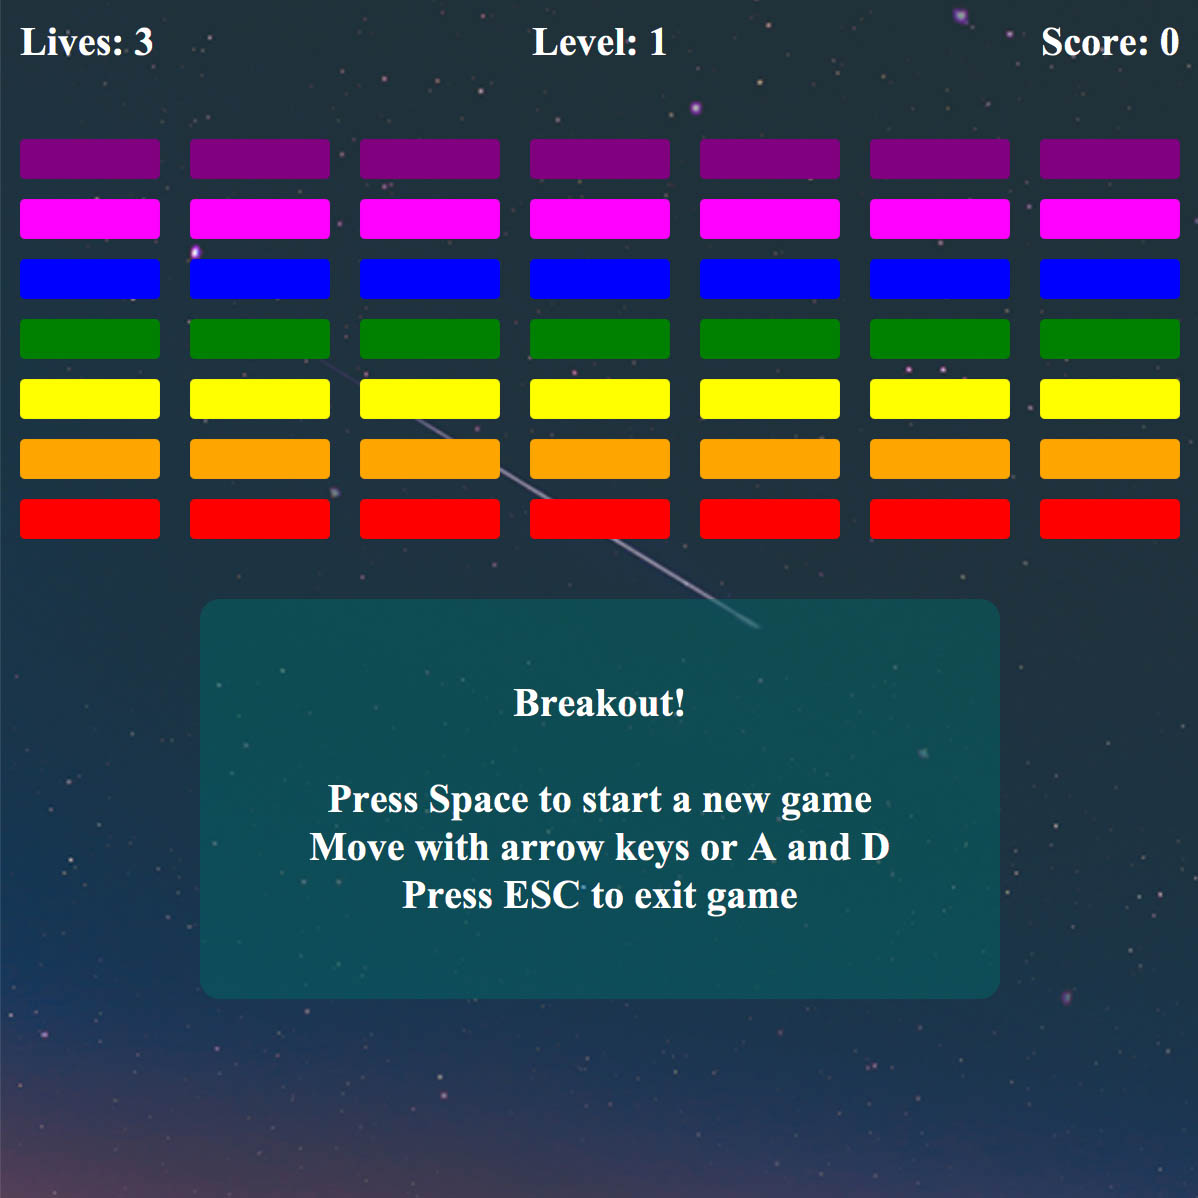 Lives: 3 Level: 1 Score: 0
Breakout!
Press Space to start a new game
Move with arrow keys or A and D
Press ESC to exit game